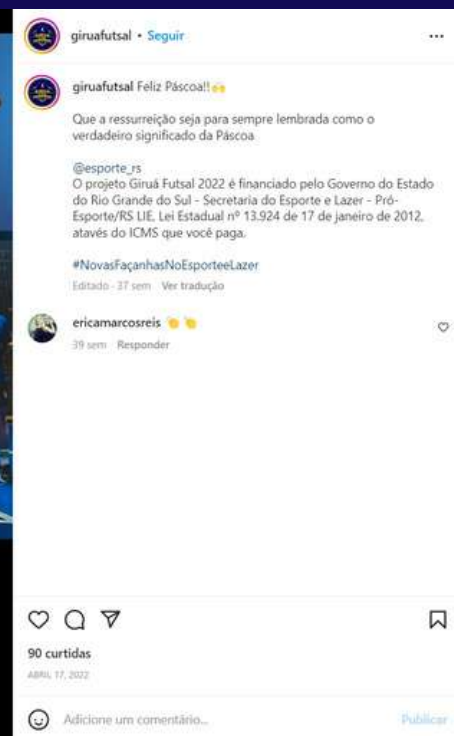 giruafutsal • Seguir
giruafutsal Feliz Páscoa!!🙌
Que a ressurreição seja para sempre lembrada como o
verdadeiro significado da Páscoa
@esporte_rs
O projeto Giruá Futsal 2022 é financiado pelo Governo do Estado
do Rio Grande do Sul - Secretaria do Esporte e Lazer - Pró-
Esporte/RS LIE, Lei Estadual nº 13.924 de 17 de janeiro de 2012,
atavés do ICMS que você paga.
#NovasFaçanhasNoEsporteeLazer
Editado · 37 sem Ver tradução
ericamarcosreis 👏👏
39 sem Responder
90 curtidas
ABRIL 17, 2022
Adicione um comentário... Publicar